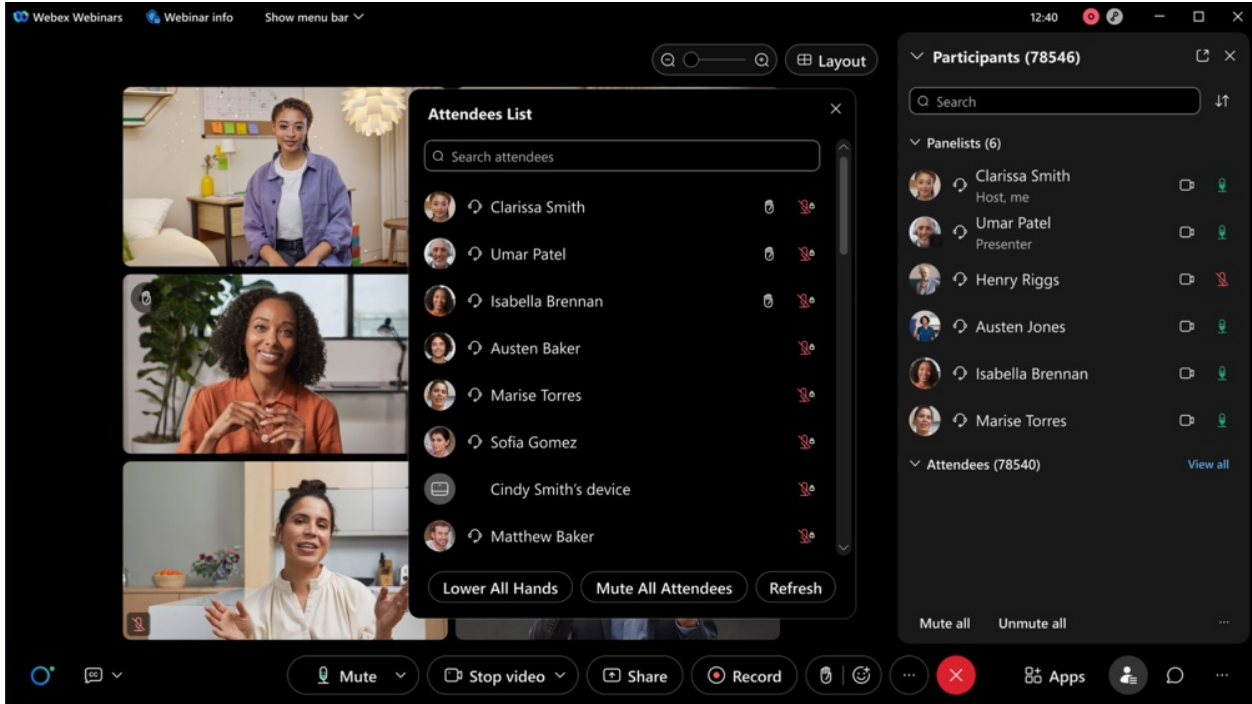 Webex Webinars
Webinar info
Show menu bar
12:40
Layout
Attendees List
Search attendees
Clarissa Smith
Umar Patel
Isabella Brennan
Austen Baker
Marise Torres
Sofia Gomez
Cindy Smith's device
Matthew Baker
Lower All Hands
Mute All Attendees
Refresh
Participants (78546)
Search
Panelists (6)
Clarissa Smith
Host, me
Umar Patel
Presenter
Henry Riggs
Austen Jones
Isabella Brennan
Marise Torres
Attendees (78540)
View all
Mute all
Unmute all
CC
Mute
Stop video
Share
Record
Apps